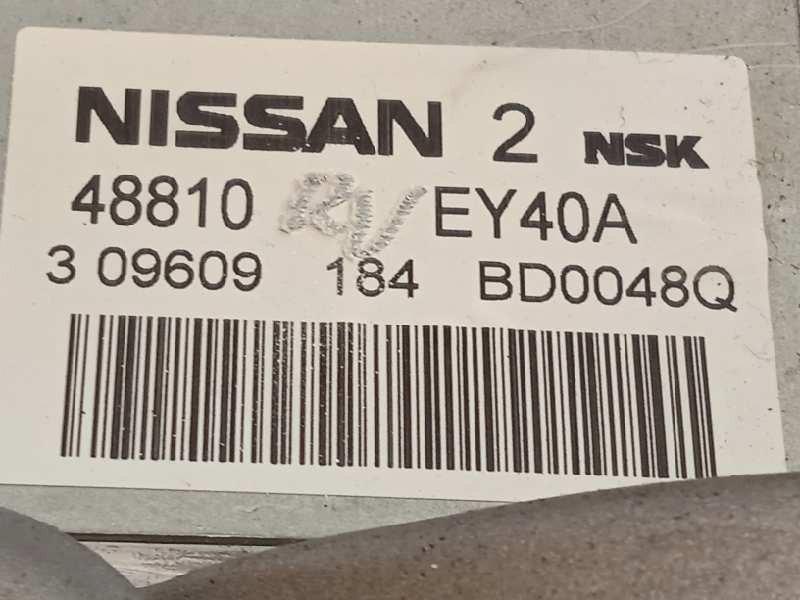 NISSAN 2 NSK
48810 EY40A
3 09609 184 BD0048Q